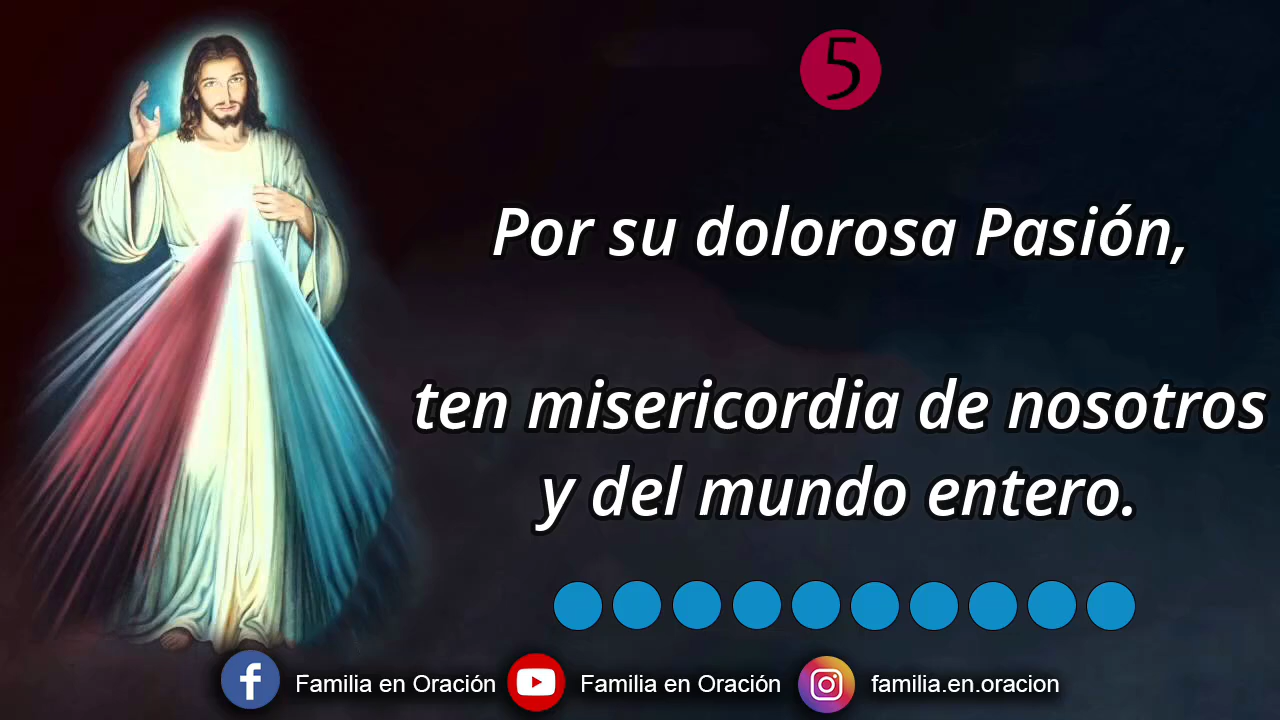 5
Por su dolorosa Pasión,
ten misericordia de nosotros
y del mundo entero.
Familia en Oración Familia en Oración familia.en.oracion